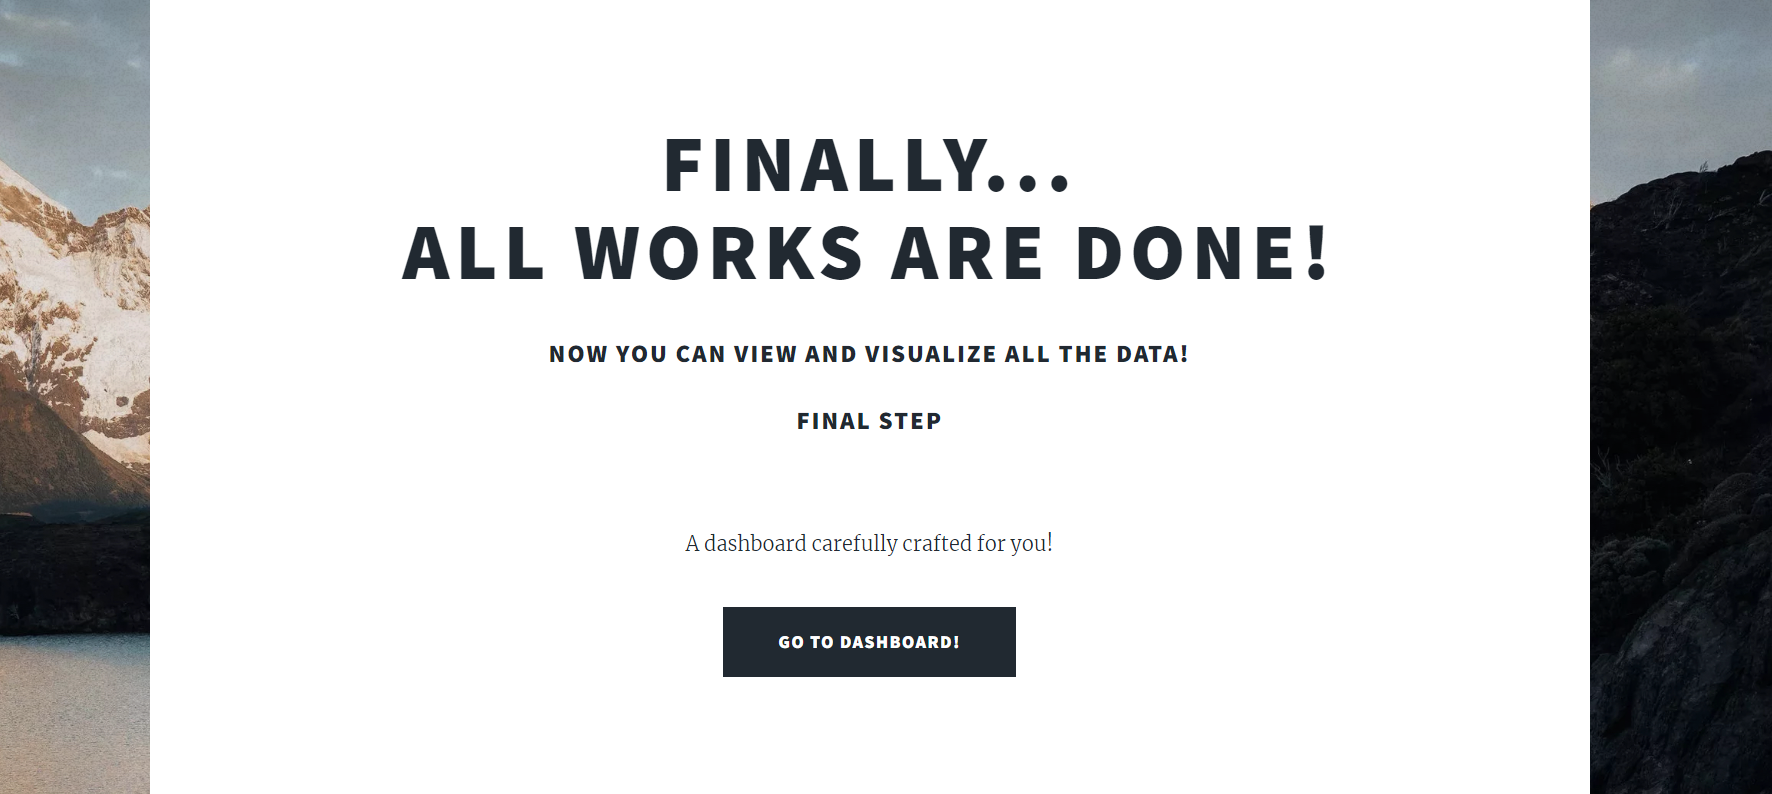 FINALLY...
ALL WORKS ARE DONE!
NOW YOU CAN VIEW AND VISUALIZE ALL THE DATA!
FINAL STEP
A dashboard carefully crafted for you!
GO TO DASHBOARD!